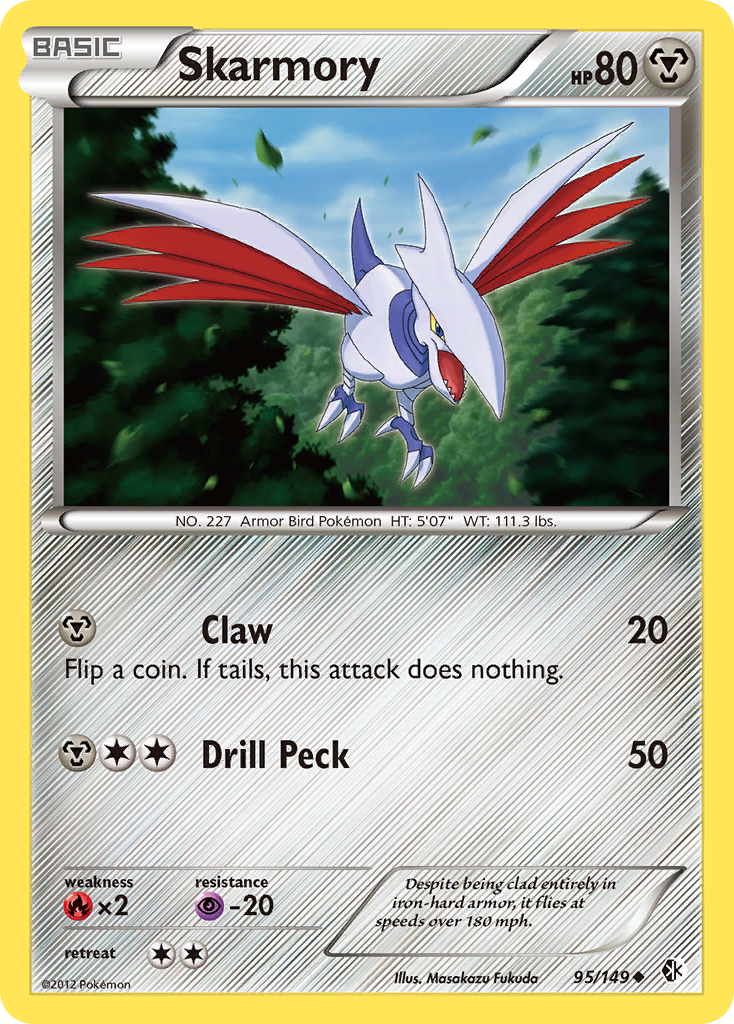 BASIC Skarmory HP80
NO. 227 Armor Bird Pokémon HT: 5'07" WT: 111.3 lbs.
Claw 20
Flip a coin. If tails, this attack does nothing.
Drill Peck 50
weakness resistance
×2 -20
retreat
Despite being clad entirely in
iron-hard armor, it flies at
speeds over 180 mph.
©2012 Pokémon Illus. Masakazu Fukuda 95/149